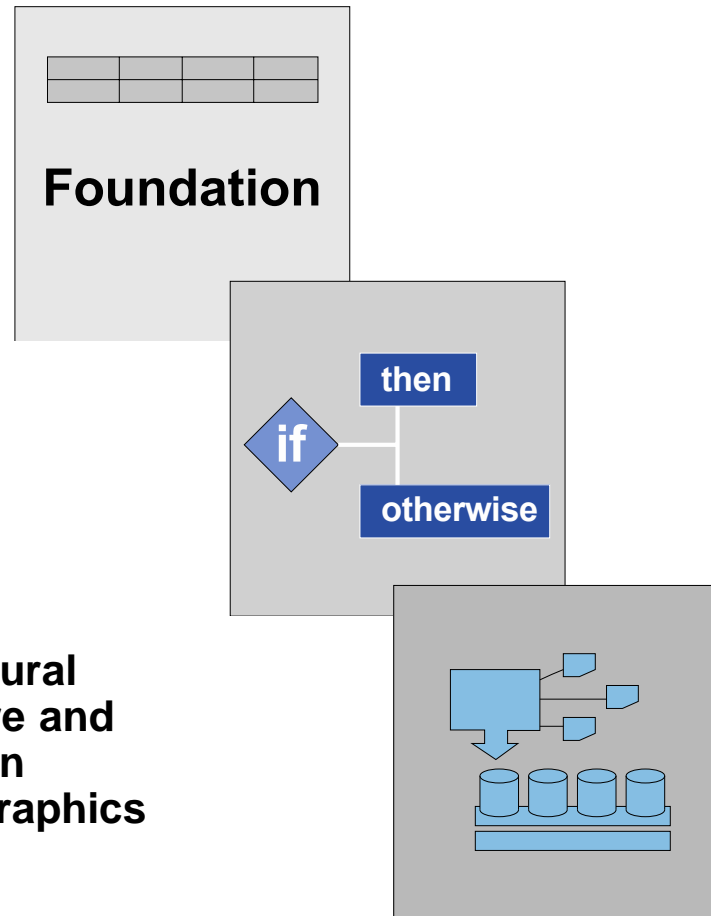 Foundation
then
if
otherwise
ural
e and
n
raphics